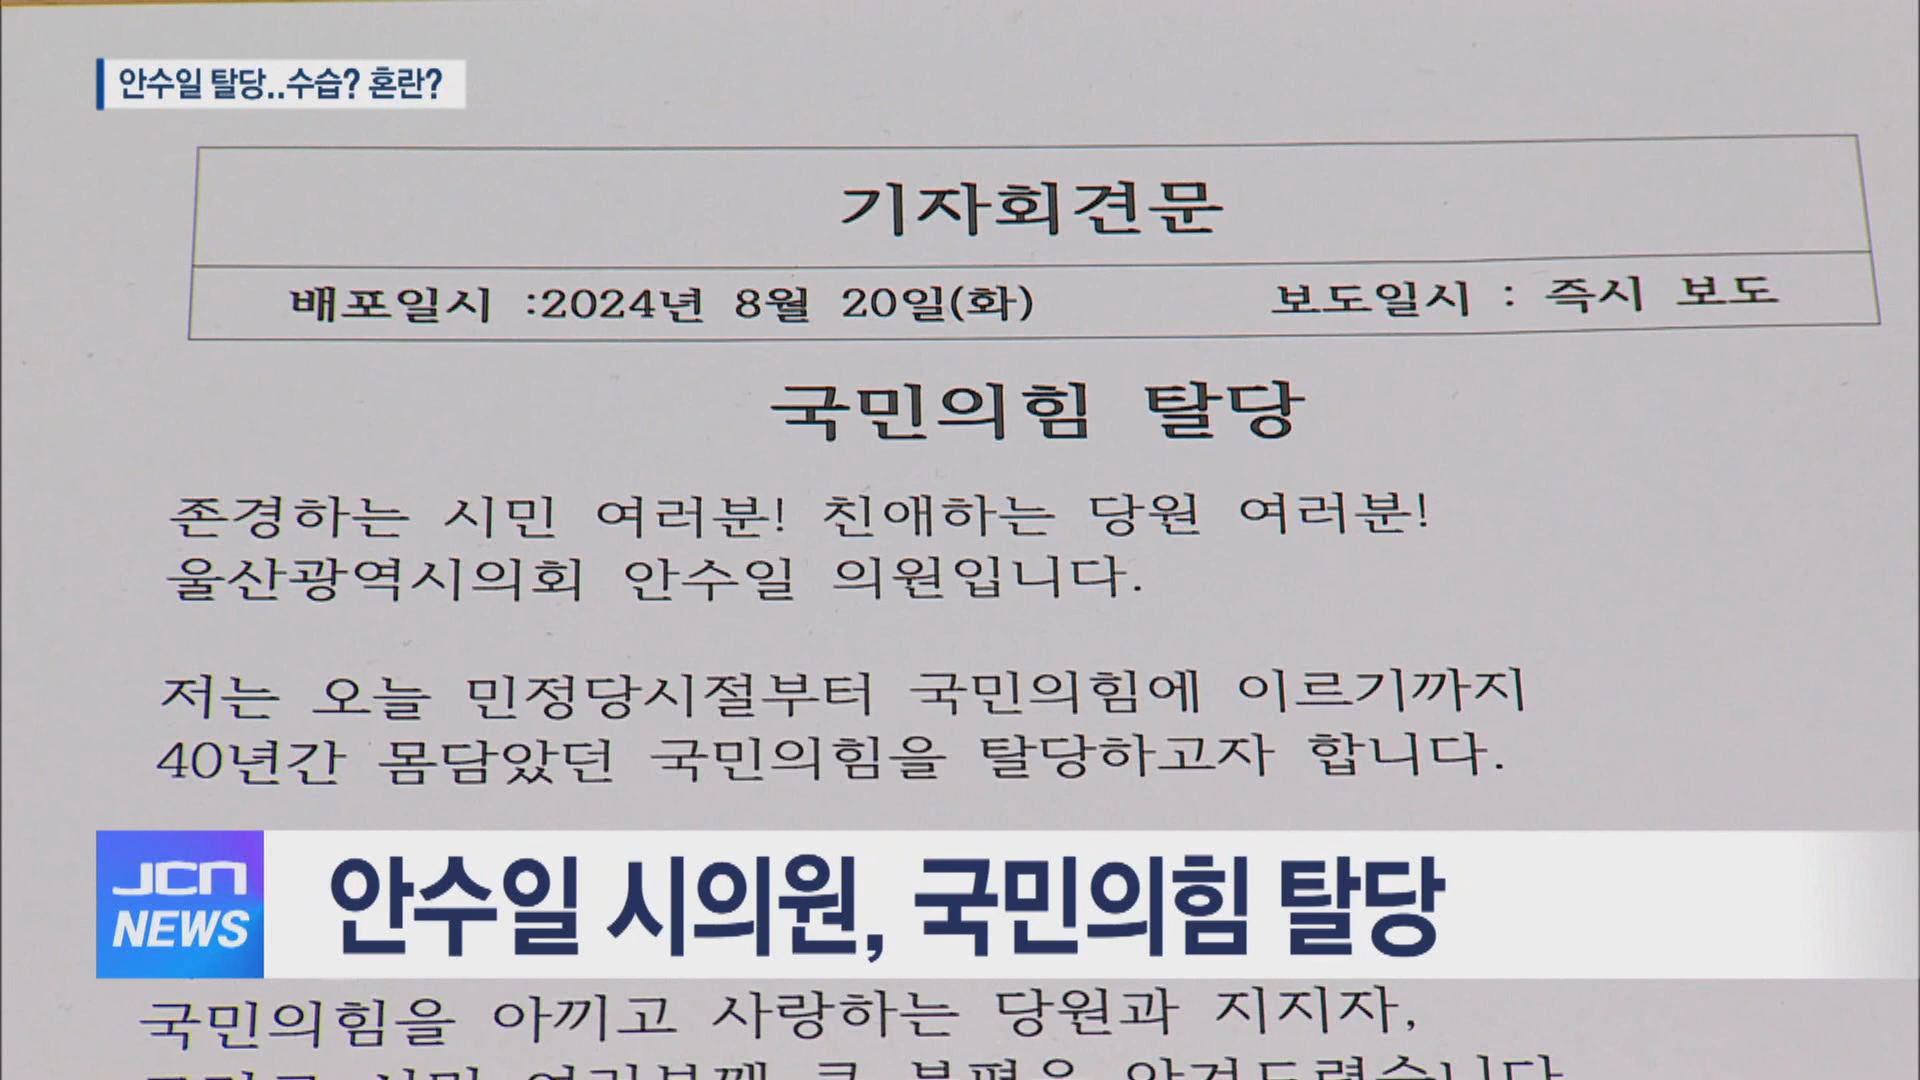 안수일 탈당..수습? 혼란?
기자회견문
배포일시 :2024년 8월 20일(화) 보도일시 : 즉시 보도
국민의힘 탈당
존경하는 시민 여러분! 친애하는 당원 여러분!
울산광역시의회 안수일 의원입니다.
저는 오늘 민정당시절부터 국민의힘에 이르기까지
40년간 몸담았던 국민의힘을 탈당하고자 합니다.
JCN
NEWS
안수일 시의원, 국민의힘 탈당
국민의힘을 아끼고 사랑하는 당원과 지지자,